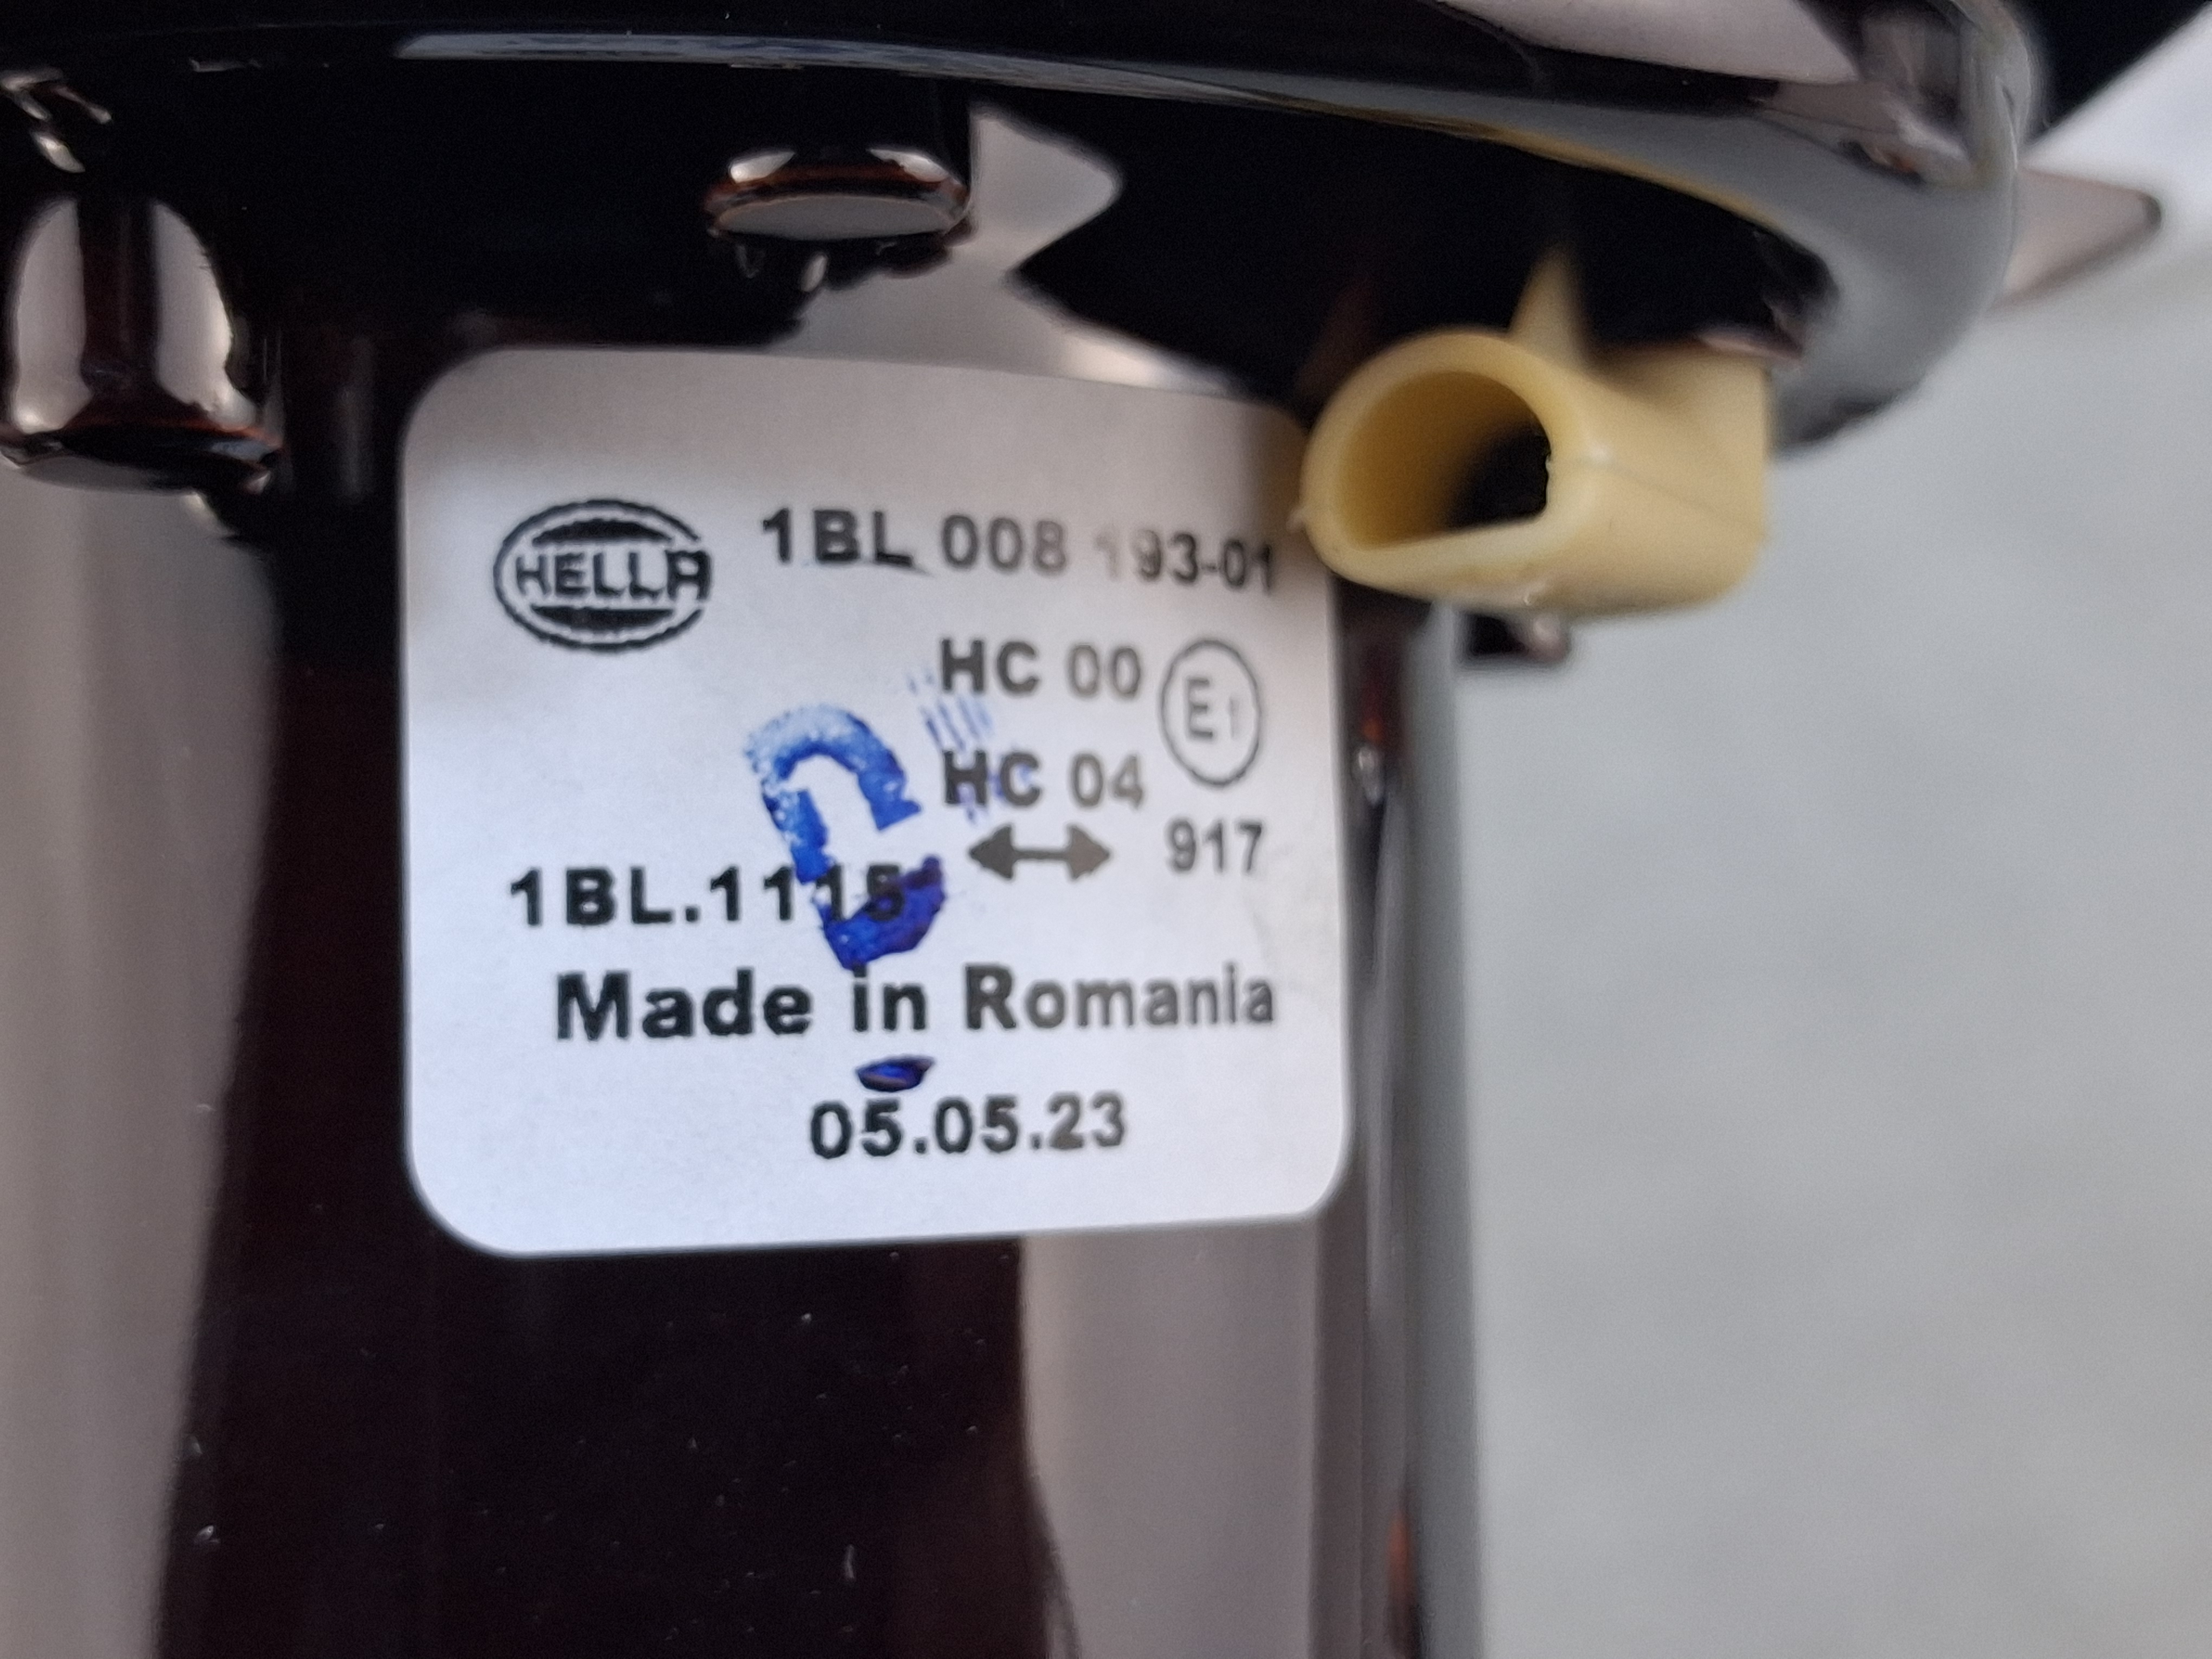 HELLA 1BL 008 193-01
HC 00 E1
HC 04
↔ 917
1BL.1115
Made in Romania
05.05.23